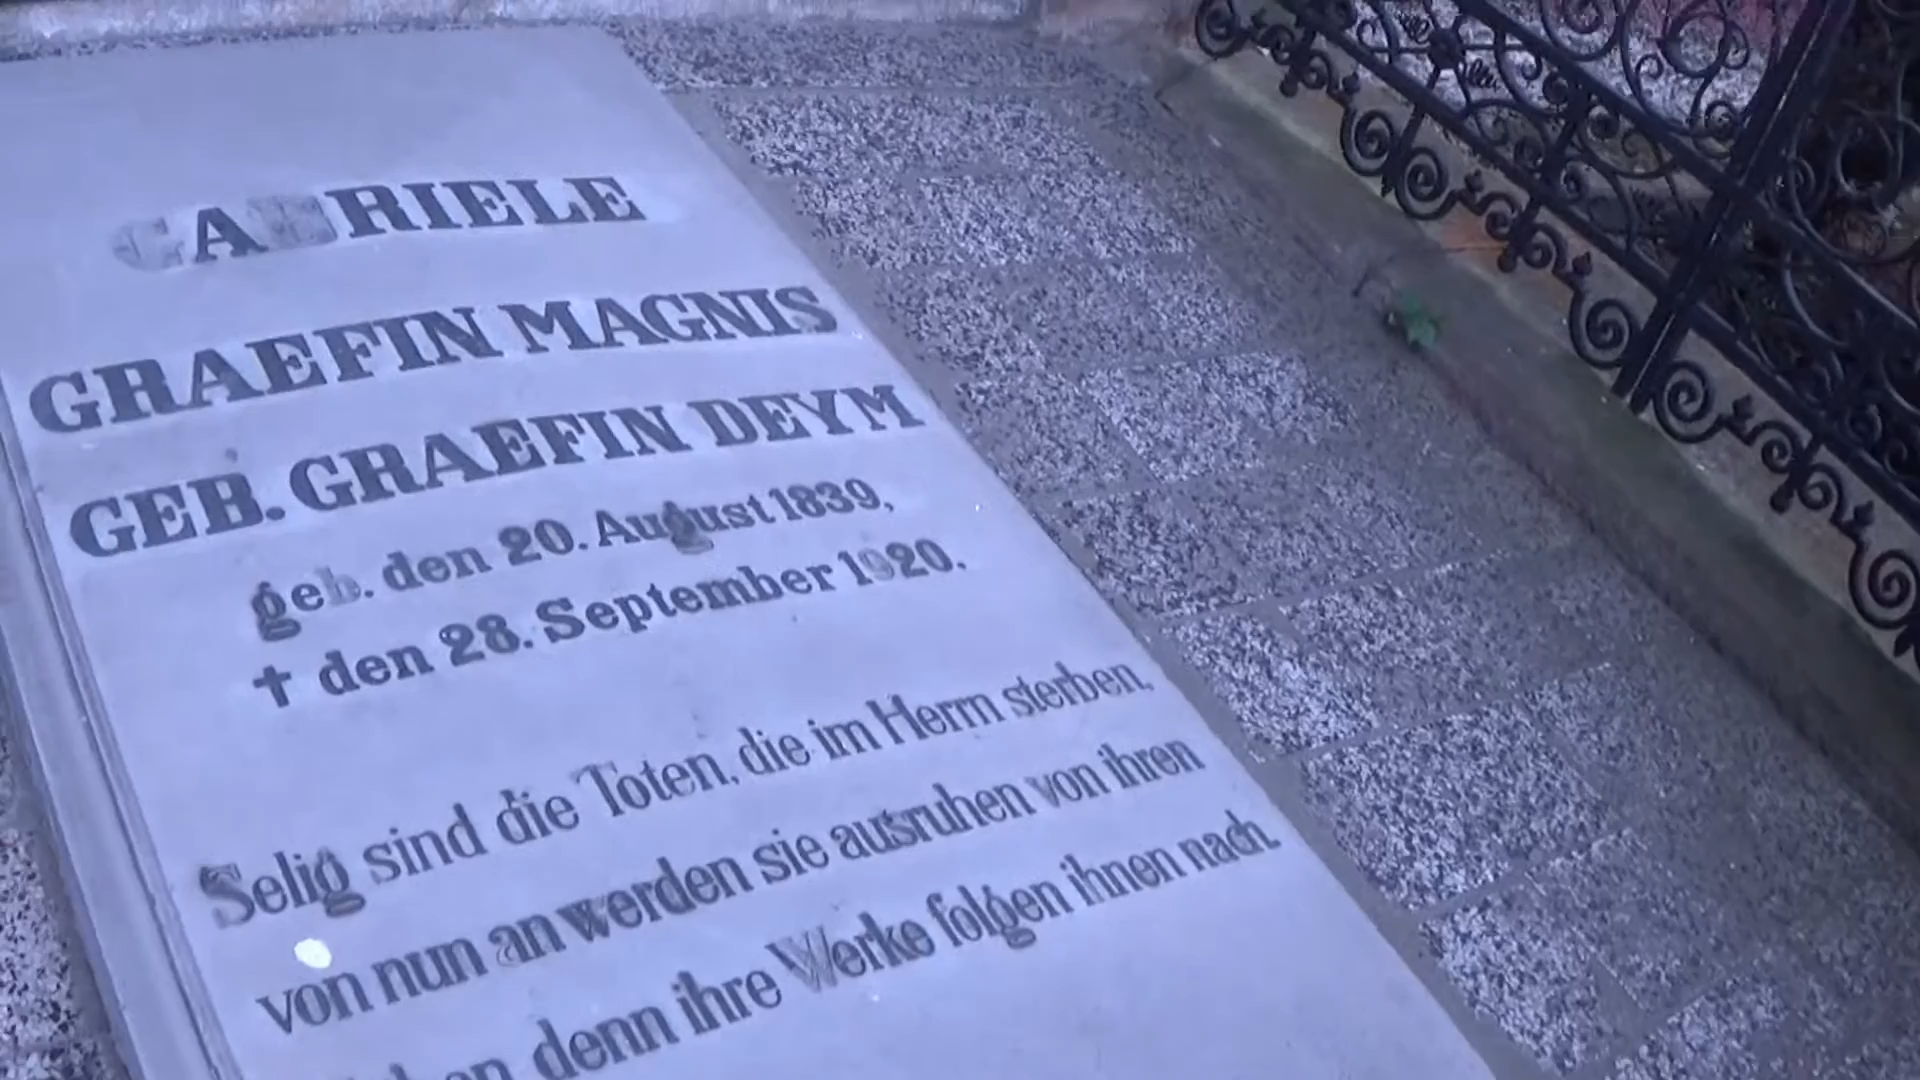 GABRIELE
GRAEFIN MAGNIS
GEB. GRAEFIN DEYM
geb. den 20. August 1839,
† den 28. September 1920.
Selig sind die Toten, die im Herrn sterben,
von nun an werden sie ausruhen von ihren
denn ihre Werke folgen ihnen nach.